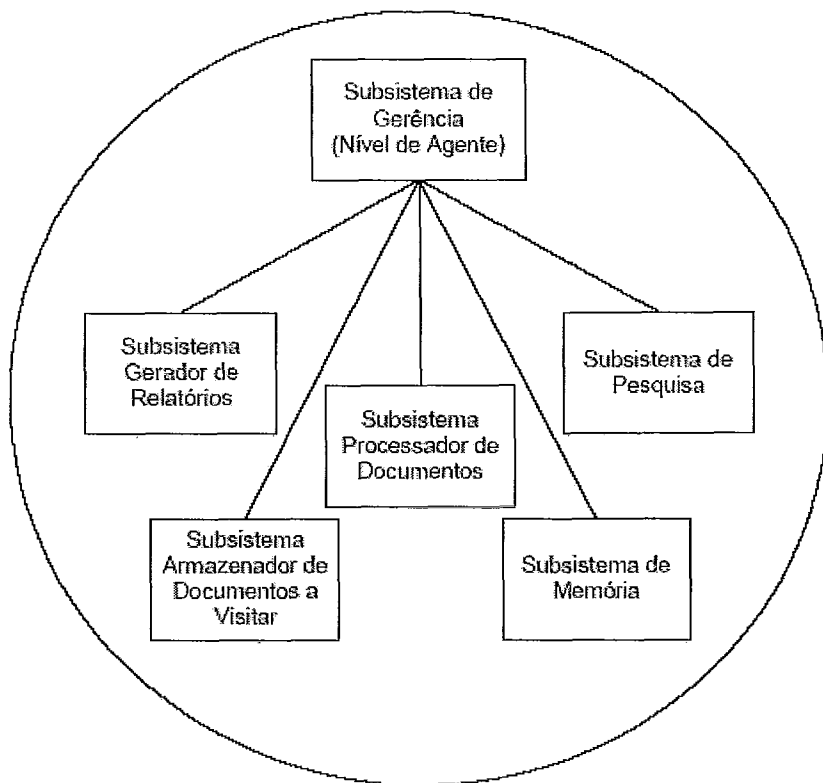 Subsistema de
Gerência
(Nível de Agente)
Subsistema
Gerador de
Relatórios
Subsistema de
Pesquisa
Subsistema
Processador de
Documentos
Subsistema
Armazenador de
Documentos a
Visitar
Subsistema de
Memória